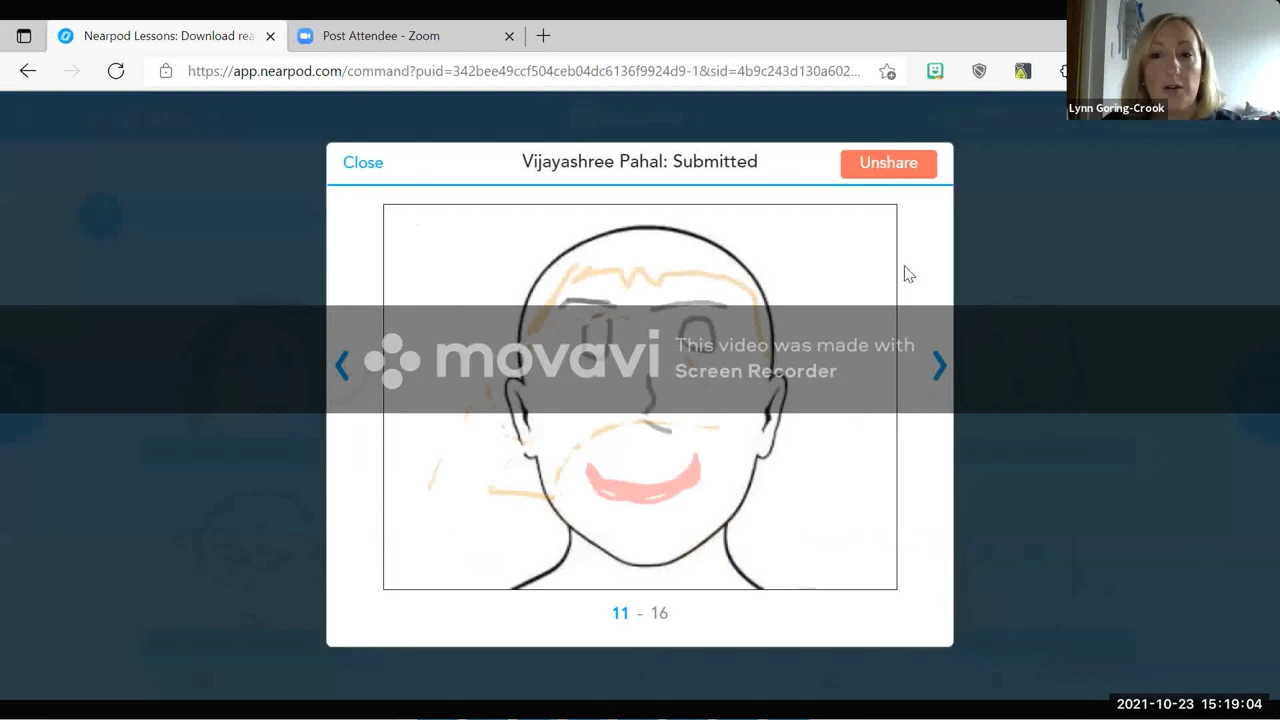 Nearpod Lessons: Download rea
Post Attendee - Zoom
https://app.nearpod.com/command?puid=342bee49ccf504ceb04dc6136f9924d9-1&sid=4b9c243d130a602...
Lynn Goring-Crook
Close
Vijayashree Pahal: Submitted
Unshare
movavi
This video was made with
Screen Recorder
11 - 16
2021-10-23 15:19:04